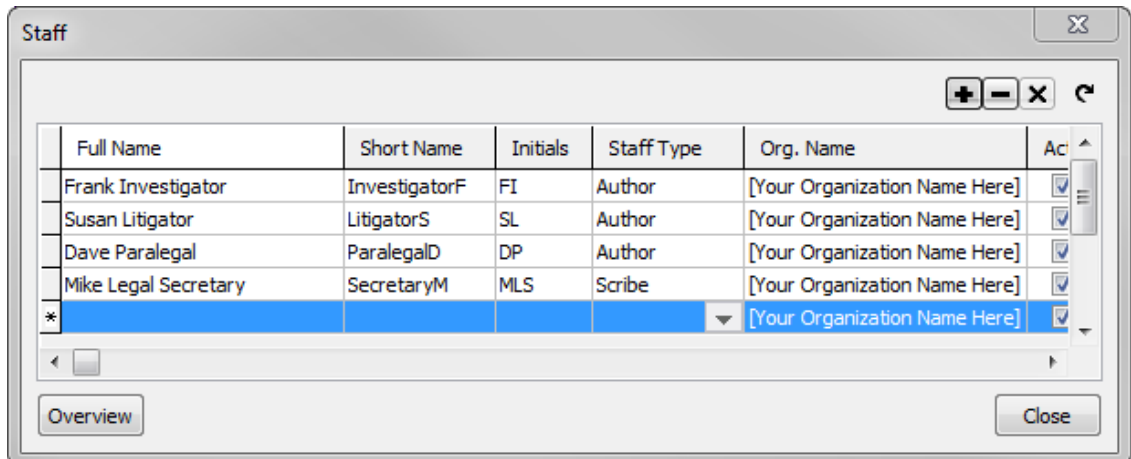 Staff
Full Name Short Name Initials Staff Type Org. Name Act
Frank Investigator InvestigatorF FI Author [Your Organization Name Here]
Susan Litigator LitigatorS SL Author [Your Organization Name Here]
Dave Paralegal ParalegalD DP Author [Your Organization Name Here]
Mike Legal Secretary SecretaryM MLS Scribe [Your Organization Name Here]
* [Your Organization Name Here]
Overview Close